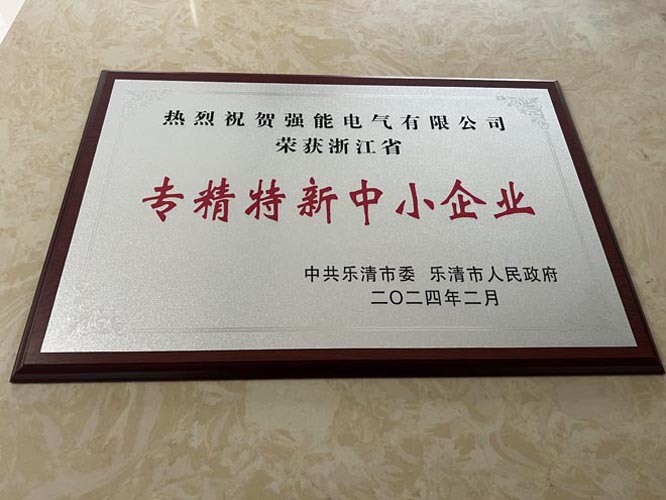 热烈祝贺强能电气有限公司
荣获浙江省
专精特新中小企业
中共乐清市委 乐清市人民政府
二〇二四年二月